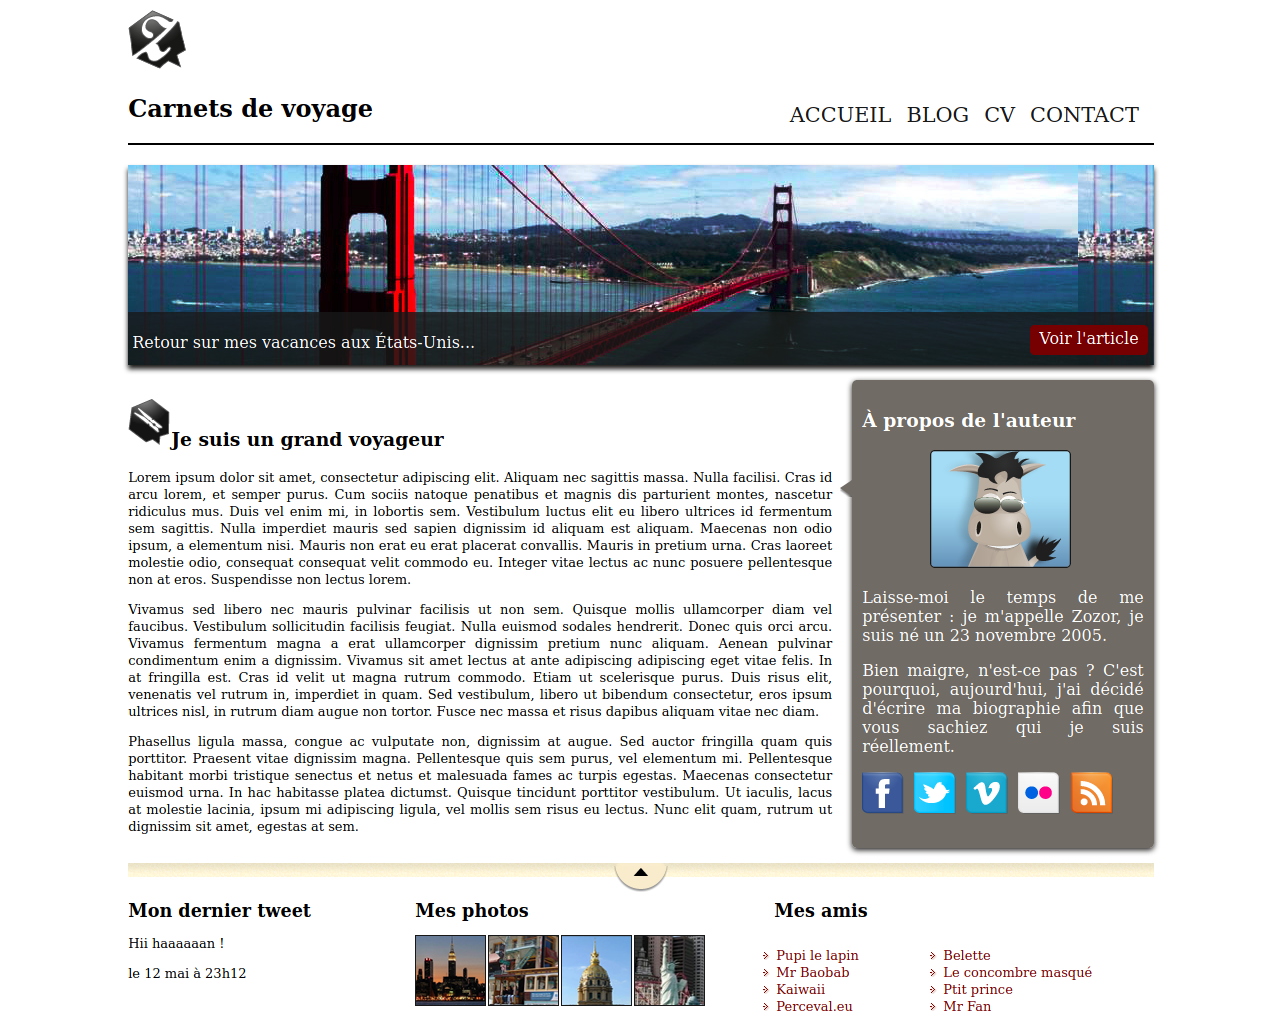 Carnets de voyage
ACCUEIL BLOG CV CONTACT
Retour sur mes vacances aux États-Unis...
Voir l'article
Je suis un grand voyageur
Lorem ipsum dolor sit amet, consectetur adipiscing elit. Aliquam nec sagittis massa. Nulla facilisi. Cras id
arcu lorem, et semper purus. Cum sociis natoque penatibus et magnis dis parturient montes, nascetur
ridiculus mus. Duis vel enim mi, in lobortis sem. Vestibulum luctus elit eu libero ultrices id fermentum
sem sagittis. Nulla imperdiet mauris sed sapien dignissim id aliquam est aliquam. Maecenas non odio
ipsum, a elementum nisi. Mauris non erat eu erat placerat convallis. Mauris in pretium urna. Cras laoreet
molestie odio, consequat consequat velit commodo eu. Integer vitae lectus ac nunc posuere pellentesque
non at eros. Suspendisse non lectus lorem.
Vivamus sed libero nec mauris pulvinar facilisis ut non sem. Quisque mollis ullamcorper diam vel
faucibus. Vestibulum sollicitudin facilisis feugiat. Nulla euismod sodales hendrerit. Donec quis orci arcu.
Vivamus fermentum magna a erat ullamcorper dignissim pretium nunc aliquam. Aenean pulvinar
condimentum enim a dignissim. Vivamus sit amet lectus at ante adipiscing adipiscing eget vitae felis. In
at fringilla est. Cras id velit ut magna rutrum commodo. Etiam ut scelerisque purus. Duis risus elit,
venenatis vel rutrum in, imperdiet in quam. Sed vestibulum, libero ut bibendum consectetur, eros ipsum
ultrices nisl, in rutrum diam augue non tortor. Fusce nec massa et risus dapibus aliquam vitae nec diam.
Phasellus ligula massa, congue ac vulputate non, dignissim at augue. Sed auctor fringilla quam quis
porttitor. Praesent vitae dignissim magna. Pellentesque quis sem purus, vel elementum mi. Pellentesque
habitant morbi tristique senectus et netus et malesuada fames ac turpis egestas. Maecenas consectetur
euismod urna. In hac habitasse platea dictumst. Quisque tincidunt porttitor vestibulum. Ut iaculis, lacus
at molestie lacinia, ipsum mi adipiscing ligula, vel mollis sem risus eu lectus. Nunc elit quam, rutrum ut
dignissim sit amet, egestas at sem.
À propos de l'auteur
Laisse-moi le temps de me
présenter : je m'appelle Zozor, je
suis né un 23 novembre 2005.
Bien maigre, n'est-ce pas ? C'est
pourquoi, aujourd'hui, j'ai décidé
d'écrire ma biographie afin que
vous sachiez qui je suis
réellement.
Mon dernier tweet
Hii haaaaaan !
le 12 mai à 23h12
Mes photos
Mes amis
Pupi le lapin
Mr Baobab
Kaiwaii
Perceval.eu
Belette
Le concombre masqué
Ptit prince
Mr Fan